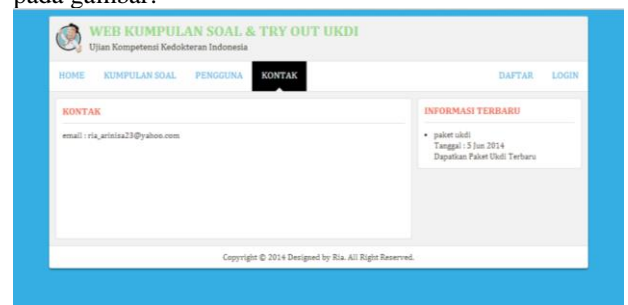 pada gambar.
WEB KUMPULAN SOAL & TRY OUT UKDI
Ujian Kompetensi Kedokteran Indonesia
HOME KUMPULAN SOAL PENGGUNA KONTAK DAFTAR LOGIN
KONTAK
email : ria_arinisa23@yahoo.com
INFORMASI TERBARU
• paket ukdi
Tanggal : 5 Jun 2014
Dapatkan Paket Ukdi Terbaru
Copyright © 2014 Designed by Ria. All Right Reserved.